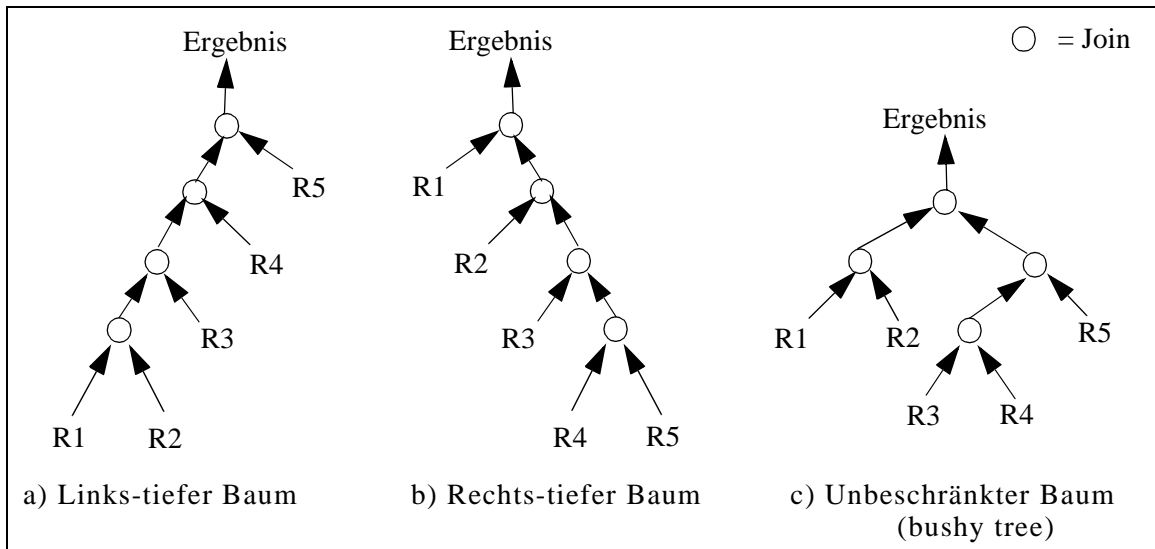 Ergebnis
R5
R4
R3
R1 R2
a) Links-tiefer Baum
Ergebnis
R1
R2
R3
R4 R5
b) Rechts-tiefer Baum
= Join
Ergebnis
R1 R2 R5
R3 R4
c) Unbeschränkter Baum
(bushy tree)